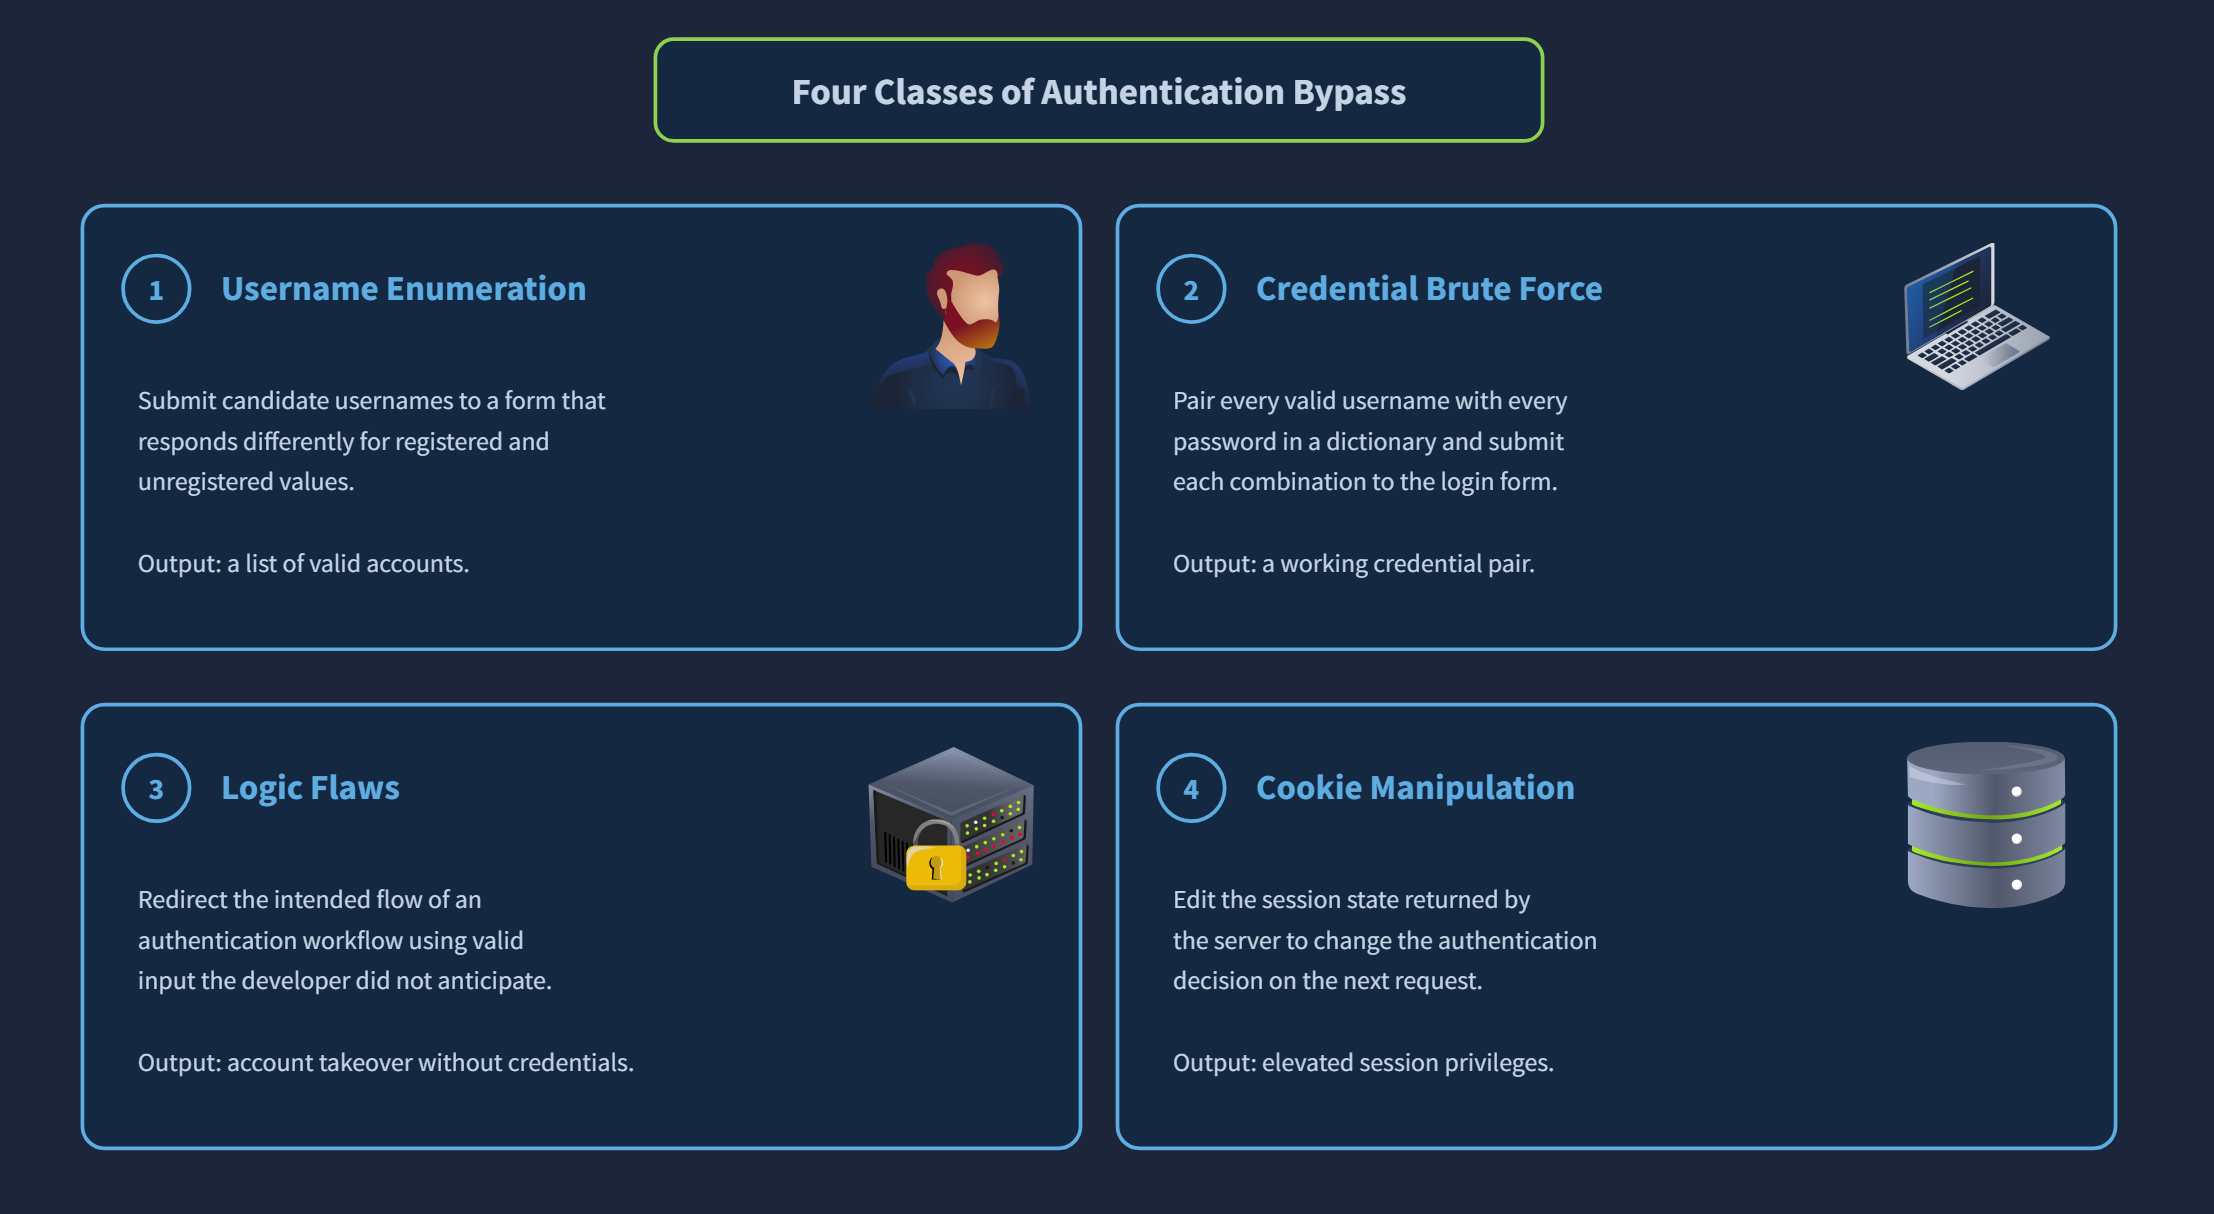 Four Classes of Authentication Bypass
1
Username Enumeration
Submit candidate usernames to a form that
responds differently for registered and
unregistered values.
Output: a list of valid accounts.
2
Credential Brute Force
Pair every valid username with every
password in a dictionary and submit
each combination to the login form.
Output: a working credential pair.
3
Logic Flaws
Redirect the intended flow of an
authentication workflow using valid
input the developer did not anticipate.
Output: account takeover without credentials.
4
Cookie Manipulation
Edit the session state returned by
the server to change the authentication
decision on the next request.
Output: elevated session privileges.